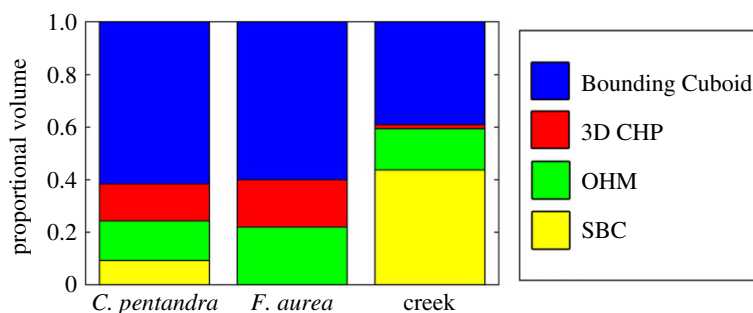 proportional volume
1.0
0.8
0.6
0.4
0.2
0
C. pentandra
F. aurea
creek
Bounding Cuboid
3D CHP
OHM
SBC